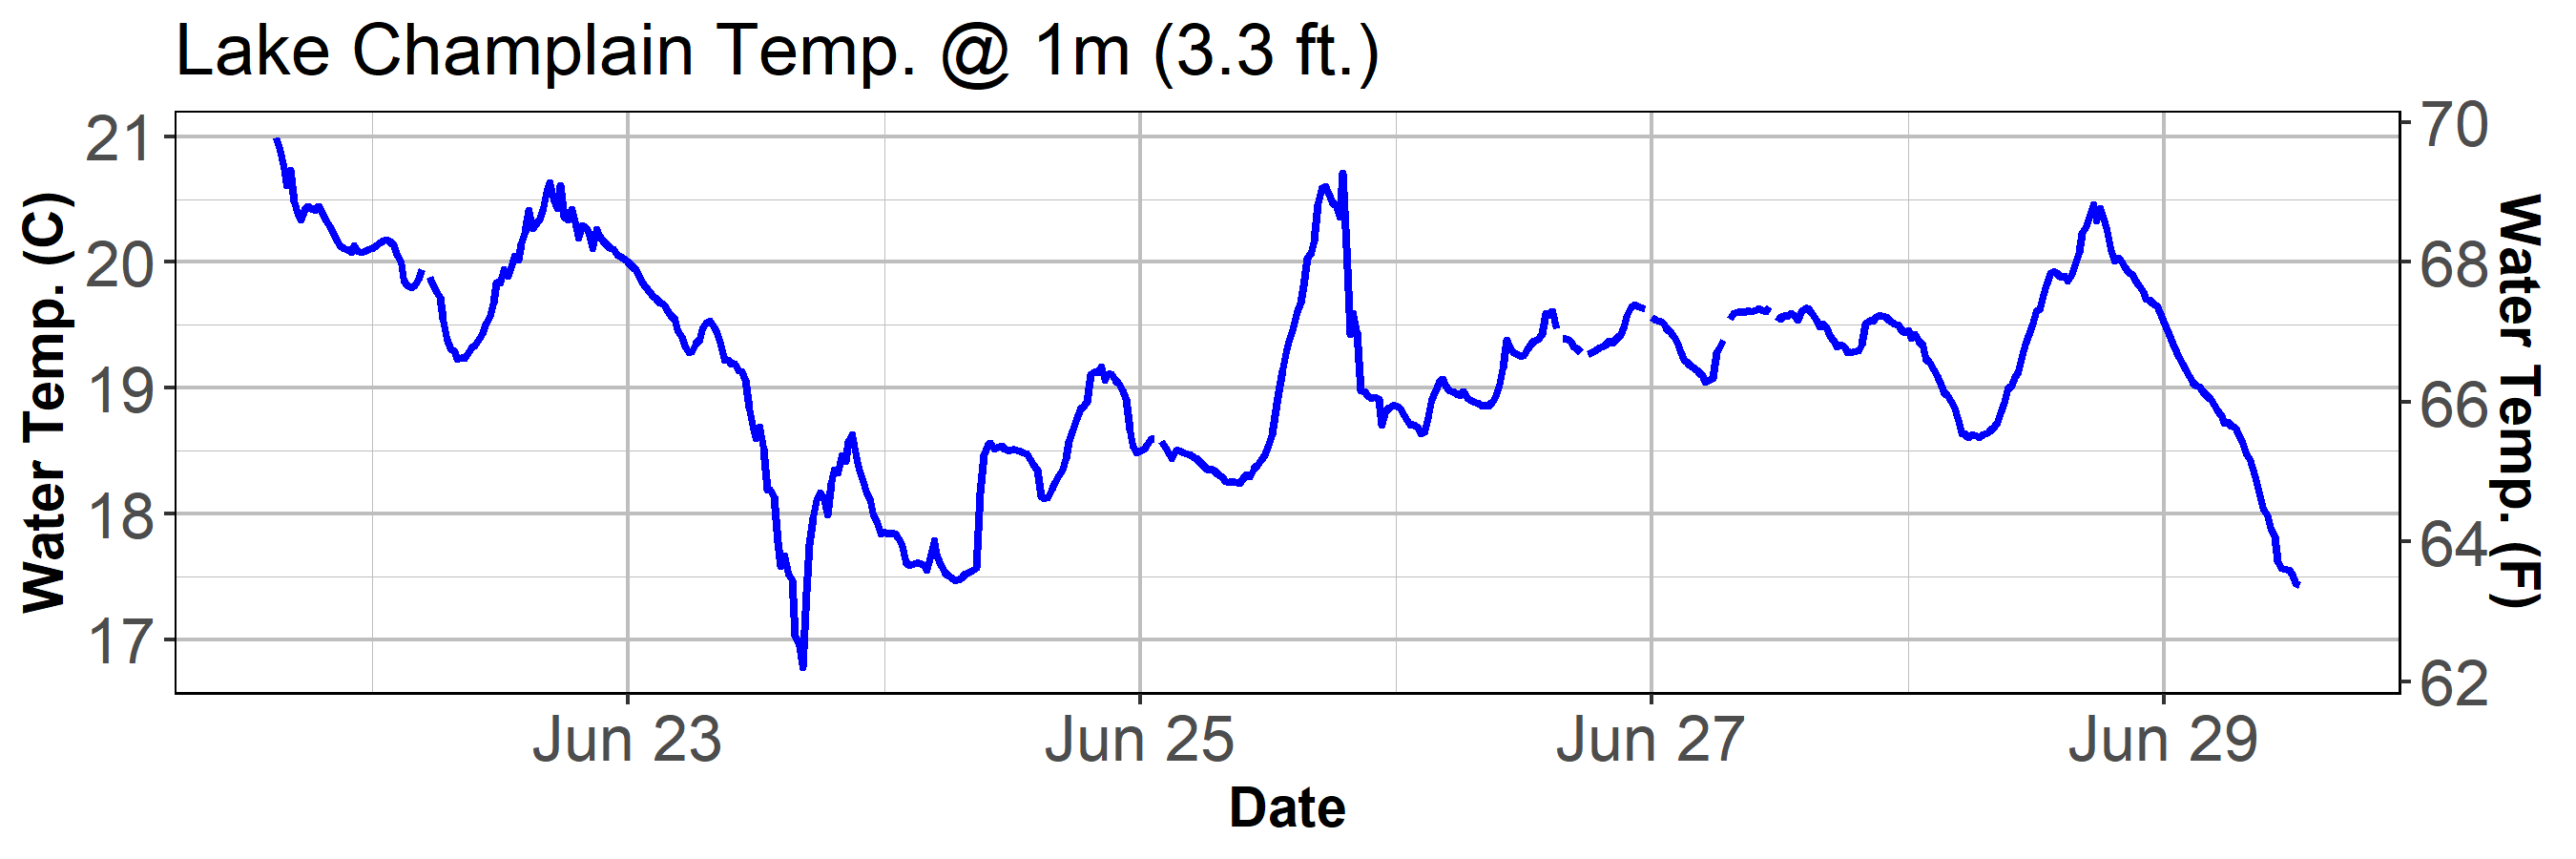 Lake Champlain Temp. @ 1m (3.3 ft.)
Water Temp. (C)
21
20
19
18
17
70
68
66
64
62
Water Temp. (F)
Jun 23 Jun 25 Jun 27 Jun 29
Date